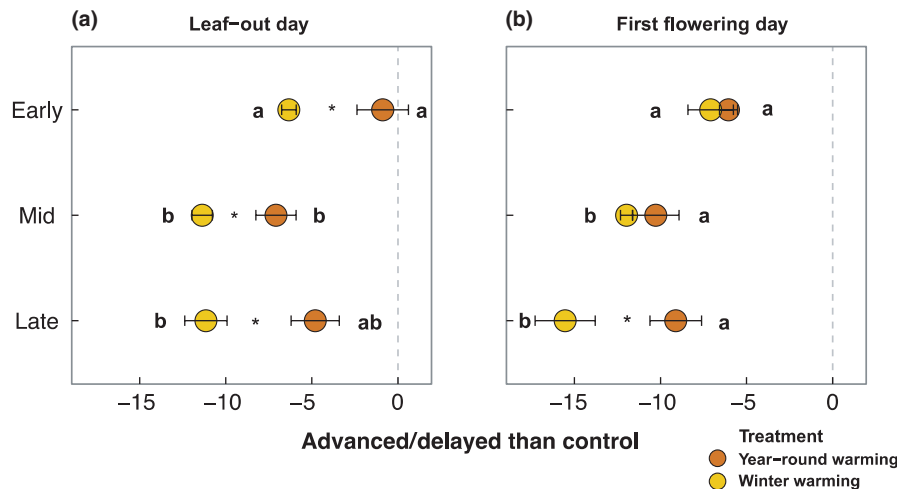 (a) Leaf−out day
(b) First flowering day
Early
a * a
a a
Mid
b * b
b a
Late
b * ab
b * a
−15 −10 −5 0
−15 −10 −5 0
Advanced/delayed than control
Treatment
Year−round warming
Winter warming